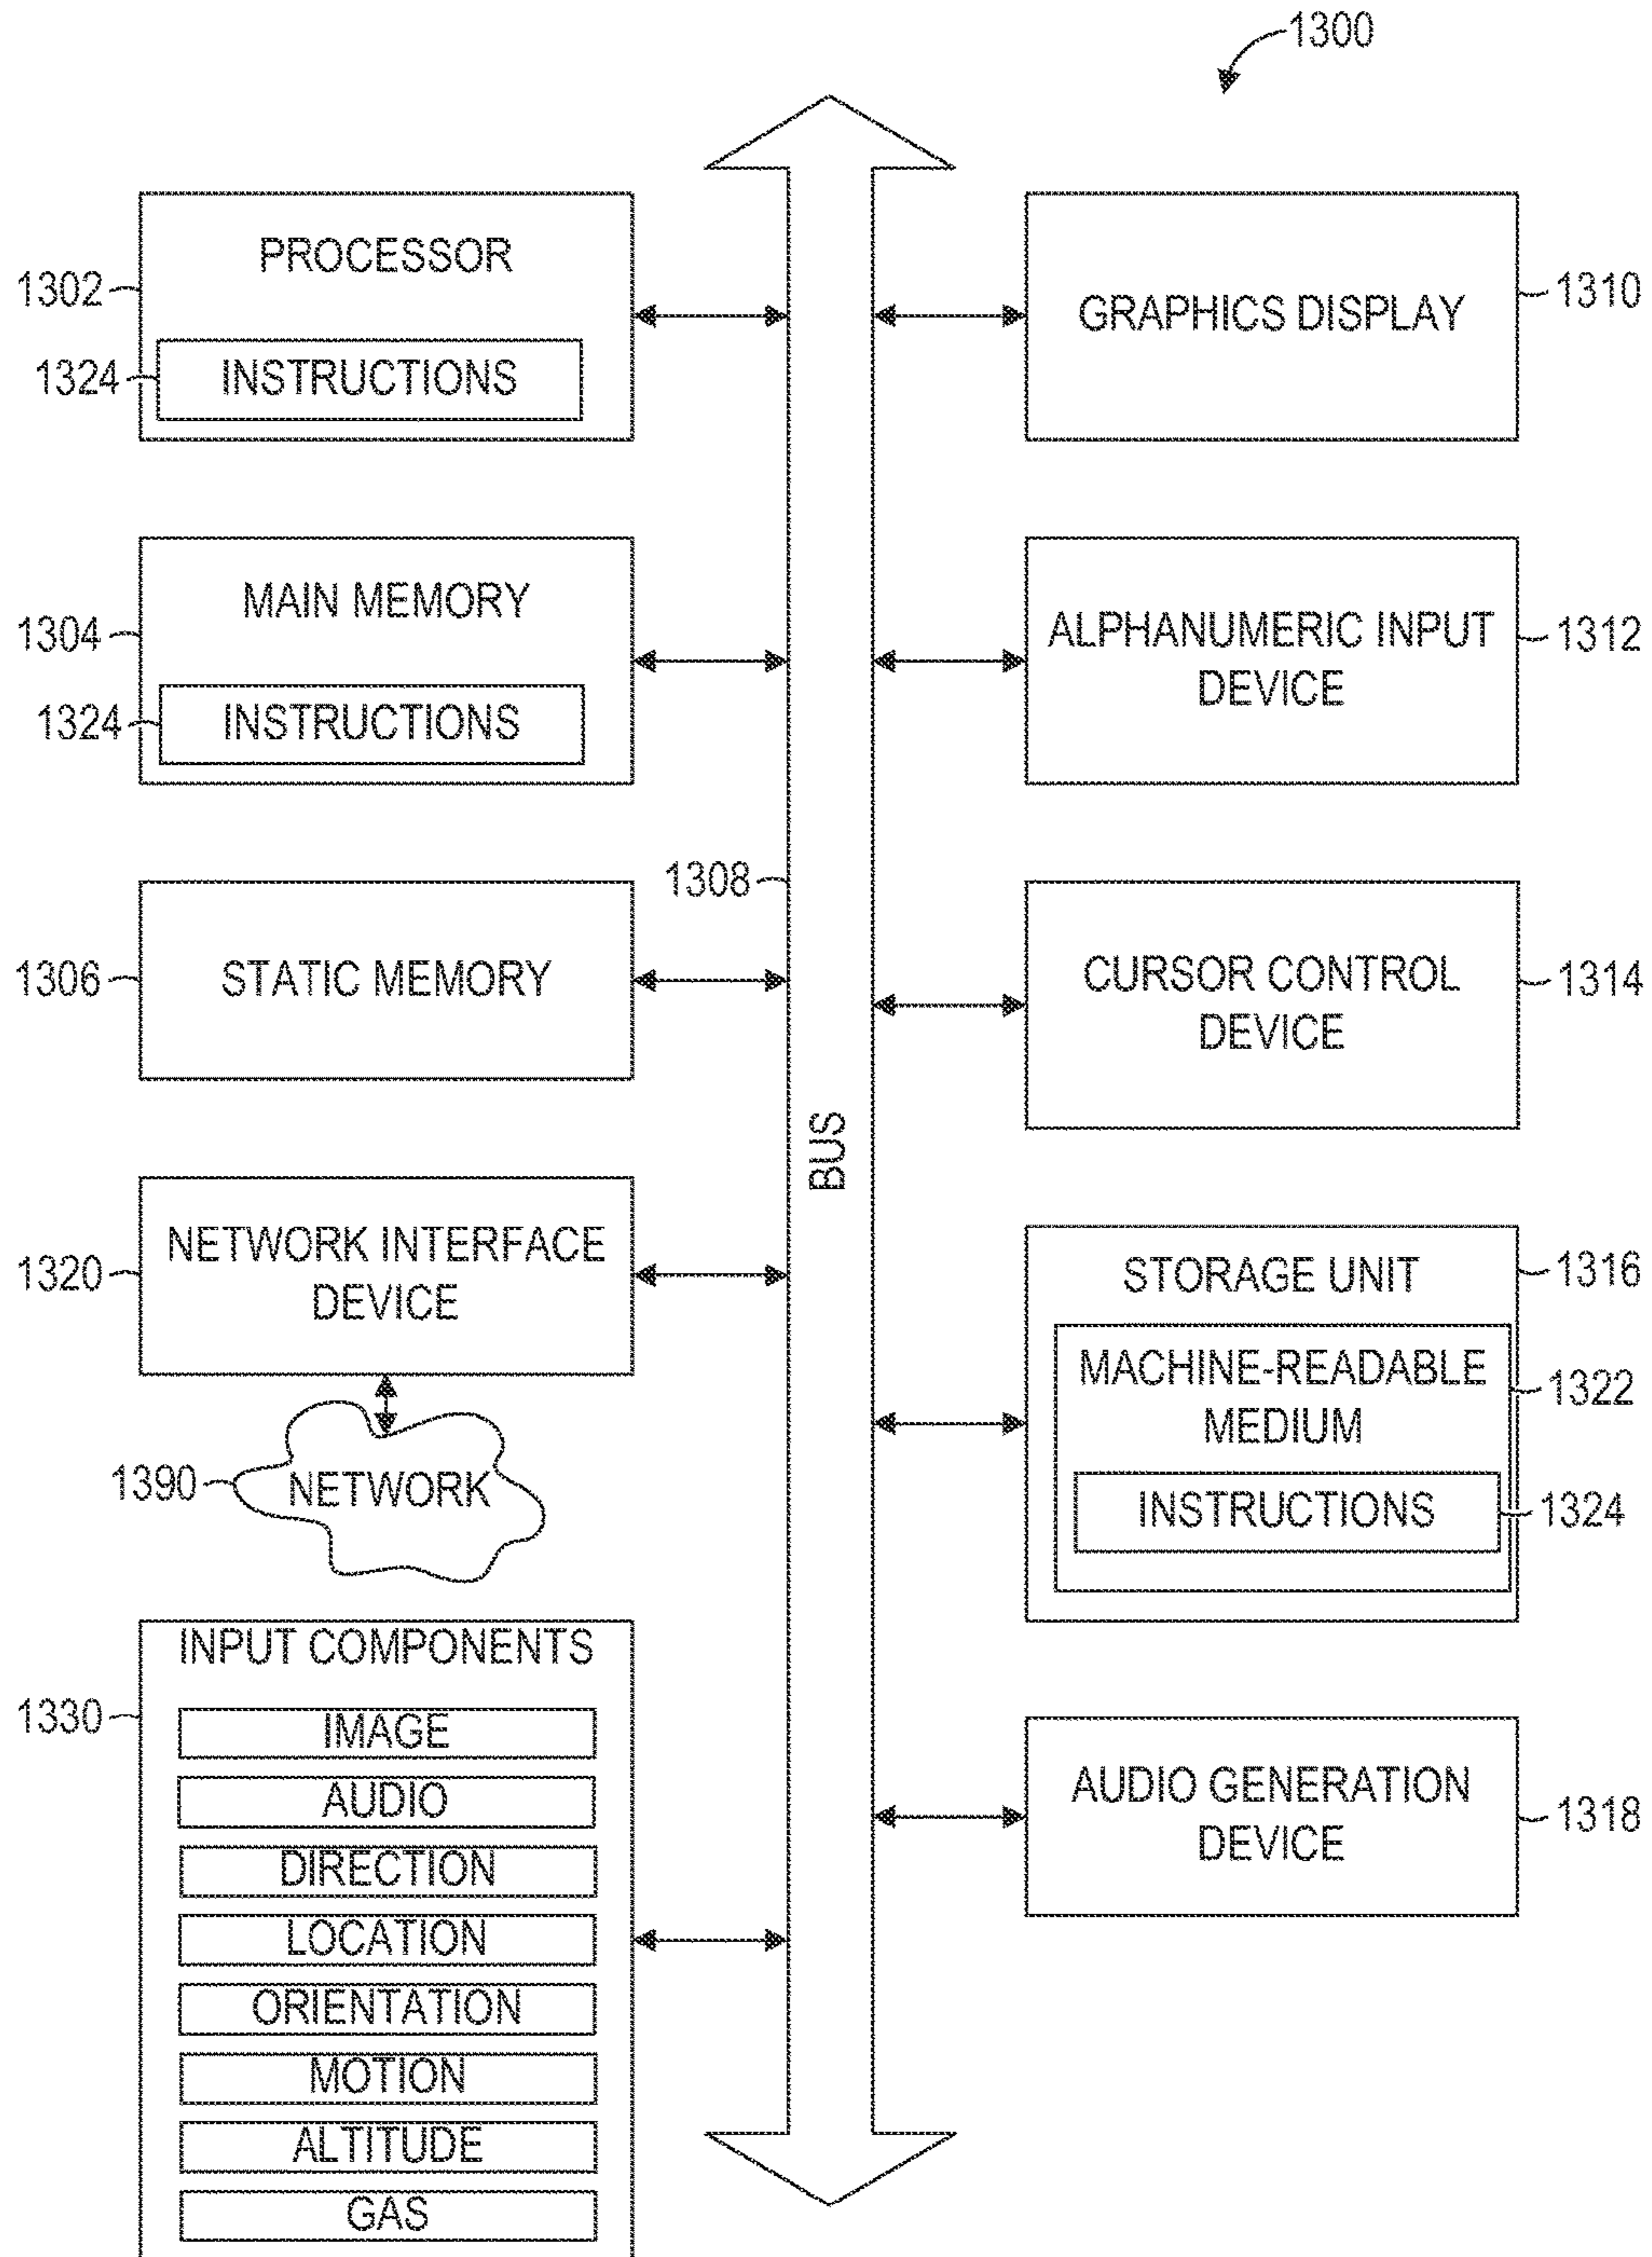 1300
PROCESSOR
1302
1324
INSTRUCTIONS
MAIN MEMORY
1304
1324
INSTRUCTIONS
1308
1306
STATIC MEMORY
BUS
NETWORK INTERFACE
DEVICE
1320
1390
NETWORK
INPUT COMPONENTS
1330
IMAGE
AUDIO
DIRECTION
LOCATION
ORIENTATION
MOTION
ALTITUDE
GAS
GRAPHICS DISPLAY
1310
ALPHANUMERIC INPUT
DEVICE
1312
CURSOR CONTROL
DEVICE
1314
STORAGE UNIT
1316
MACHINE-READABLE
MEDIUM
1322
INSTRUCTIONS
1324
AUDIO GENERATION
DEVICE
1318